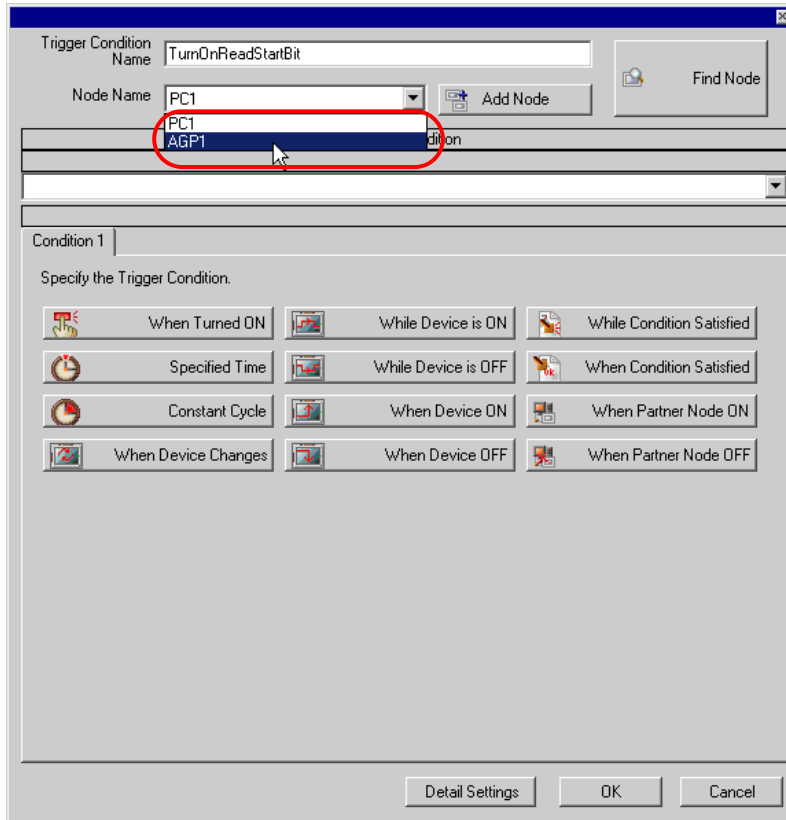 Trigger Condition
Name
TurnOnReadStartBit
Find Node
Node Name
PC1
Add Node
PC1
AGP1
dition
Condition 1
Specify the Trigger Condition.
When Turned ON
While Device is ON
While Condition Satisfied
Specified Time
While Device is OFF
When Condition Satisfied
Constant Cycle
When Device ON
When Partner Node ON
When Device Changes
When Device OFF
When Partner Node OFF
Detail Settings
OK
Cancel